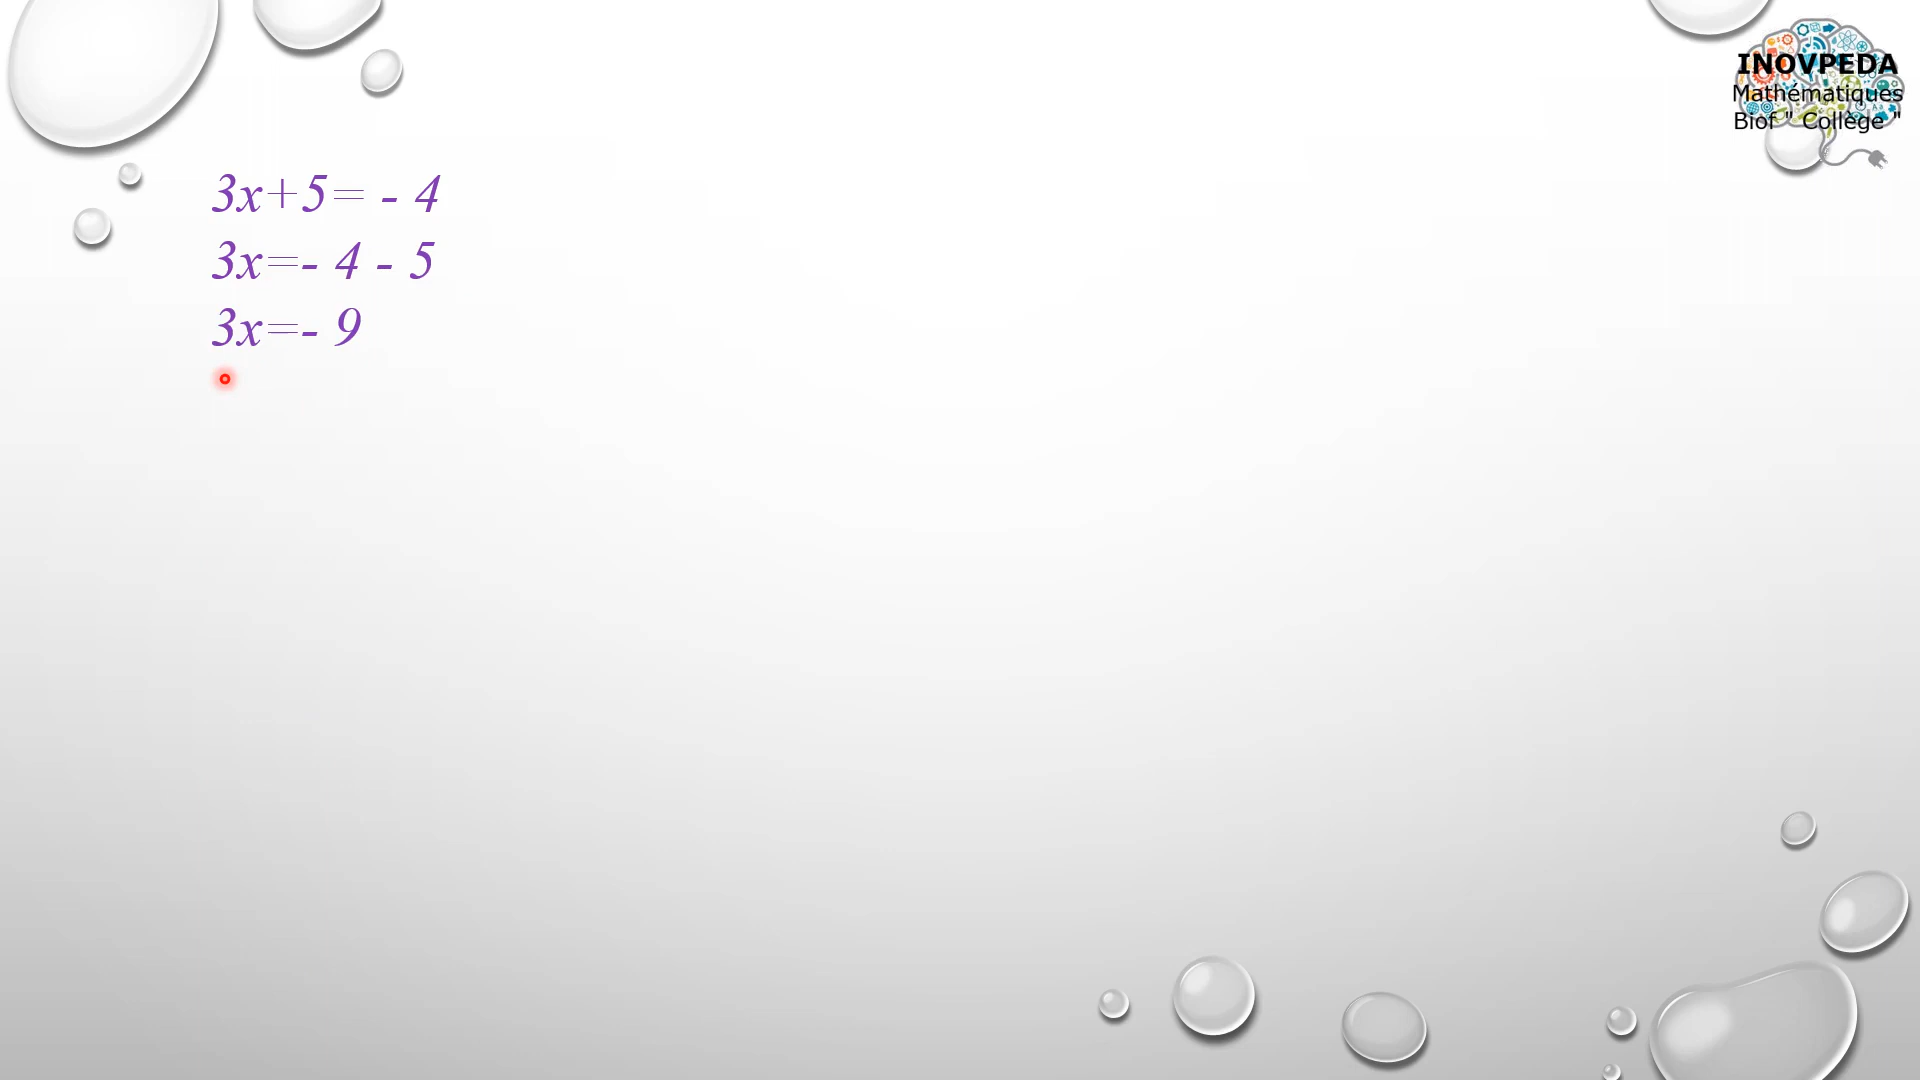 INOVPEDA
Mathématiques
Biof " Collège "
3x+5= - 4
3x=- 4 - 5
3x=- 9